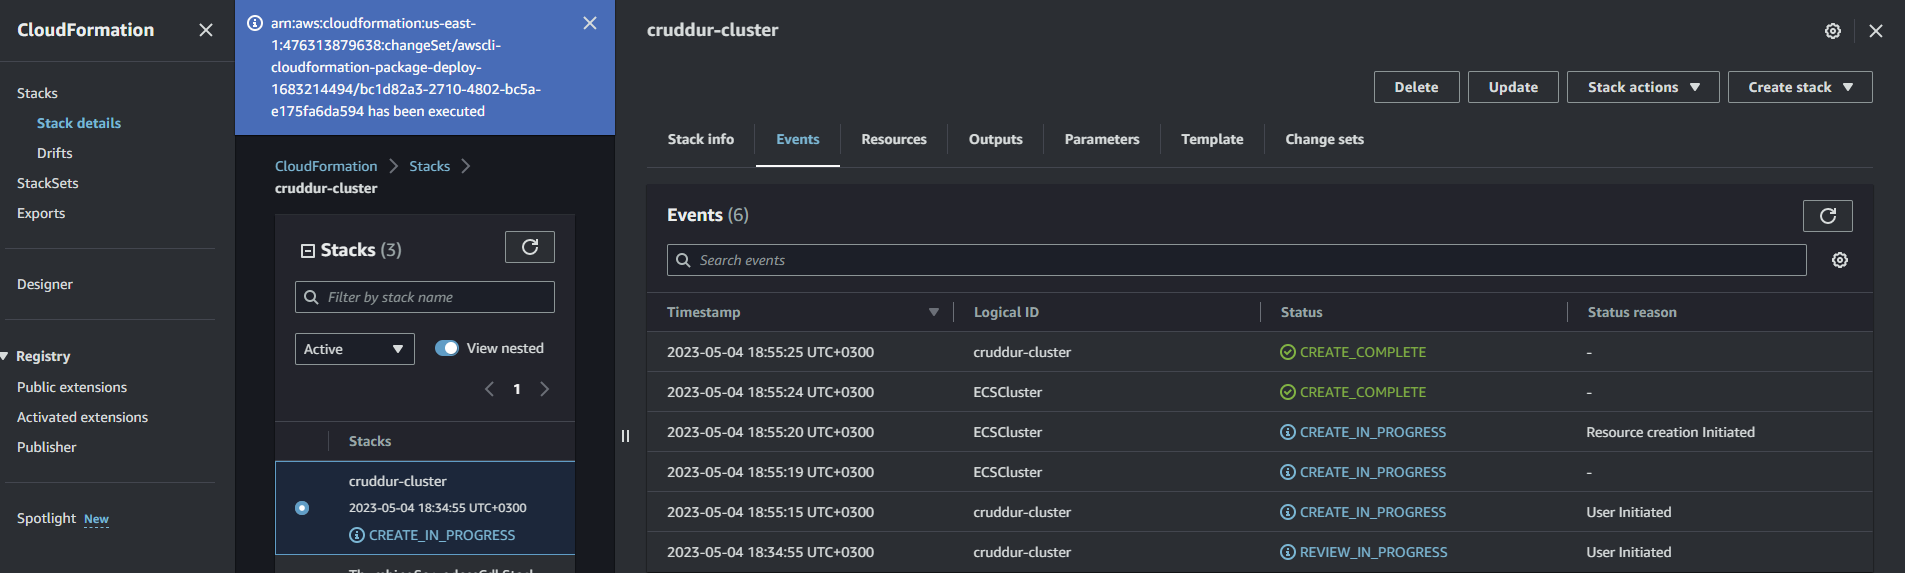 CloudFormation
Stacks
Stack details
Drifts
StackSets
Exports
Designer
Registry
Public extensions
Activated extensions
Publisher
Spotlight New
arn:aws:cloudformation:us-east-
1:476313879638:changeSet/awscli-
cloudformation-package-deploy-
1683214494/bc1d82a3-2710-4802-bc5a-
e175fa6da594 has been executed
CloudFormation > Stacks >
cruddur-cluster
Stacks (3)
Filter by stack name
Active View nested
1
Stacks
cruddur-cluster
2023-05-04 18:34:55 UTC+0300
CREATE_IN_PROGRESS
cruddur-cluster
Delete Update Stack actions Create stack
Stack info Events Resources Outputs Parameters Template Change sets
Events (6)
Search events
Timestamp Logical ID Status Status reason
2023-05-04 18:55:25 UTC+0300 cruddur-cluster CREATE_COMPLETE -
2023-05-04 18:55:24 UTC+0300 ECSCluster CREATE_COMPLETE -
2023-05-04 18:55:20 UTC+0300 ECSCluster CREATE_IN_PROGRESS Resource creation Initiated
2023-05-04 18:55:19 UTC+0300 ECSCluster CREATE_IN_PROGRESS -
2023-05-04 18:55:15 UTC+0300 cruddur-cluster CREATE_IN_PROGRESS User Initiated
2023-05-04 18:34:55 UTC+0300 cruddur-cluster REVIEW_IN_PROGRESS User Initiated